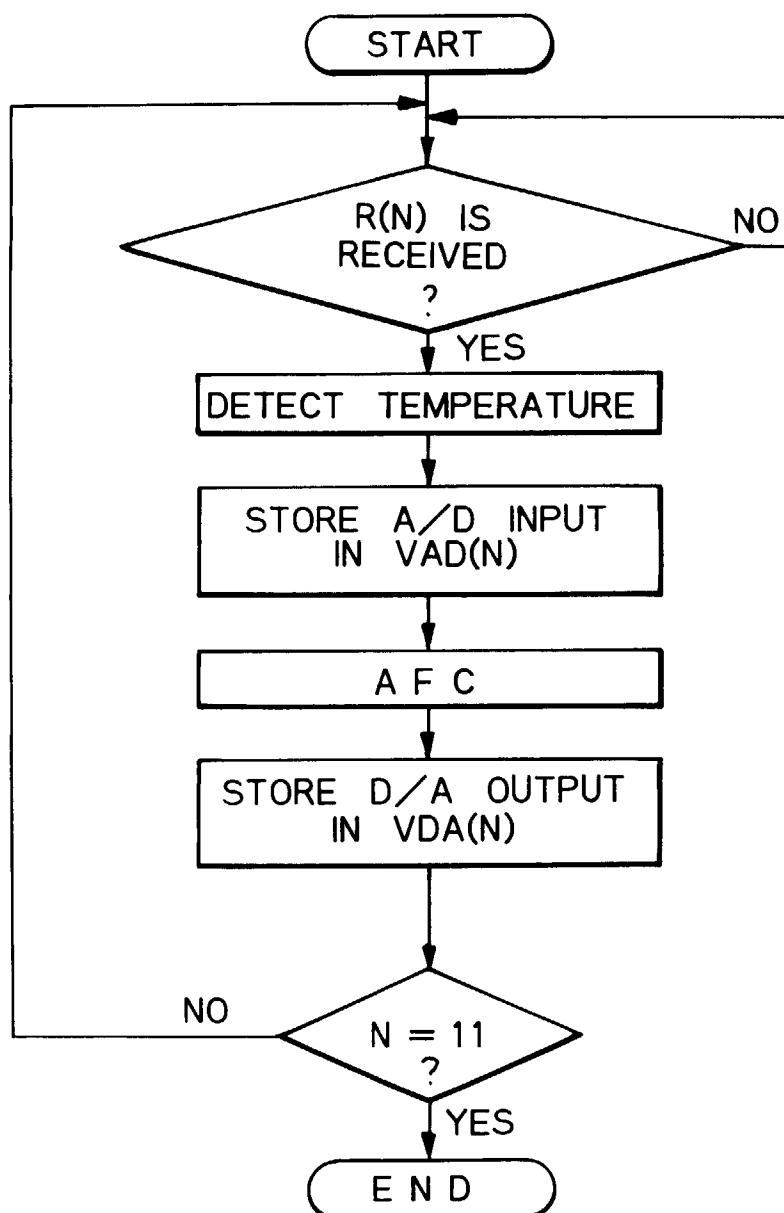 START
R(N) IS
RECEIVED
?
NO
YES
DETECT TEMPERATURE
STORE A/D INPUT
IN VAD(N)
A F C
STORE D/A OUTPUT
IN VDA(N)
NO
N = 11
?
YES
E N D